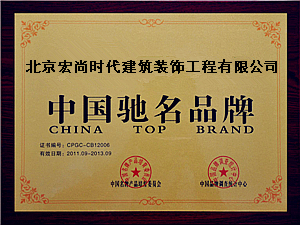 北京宏尚时代建筑装饰工程有限公司
中国驰名品牌
CHINA TOP BRAND
证书编号：CPGC-CB12006
有效日期：2011.09-2013.09